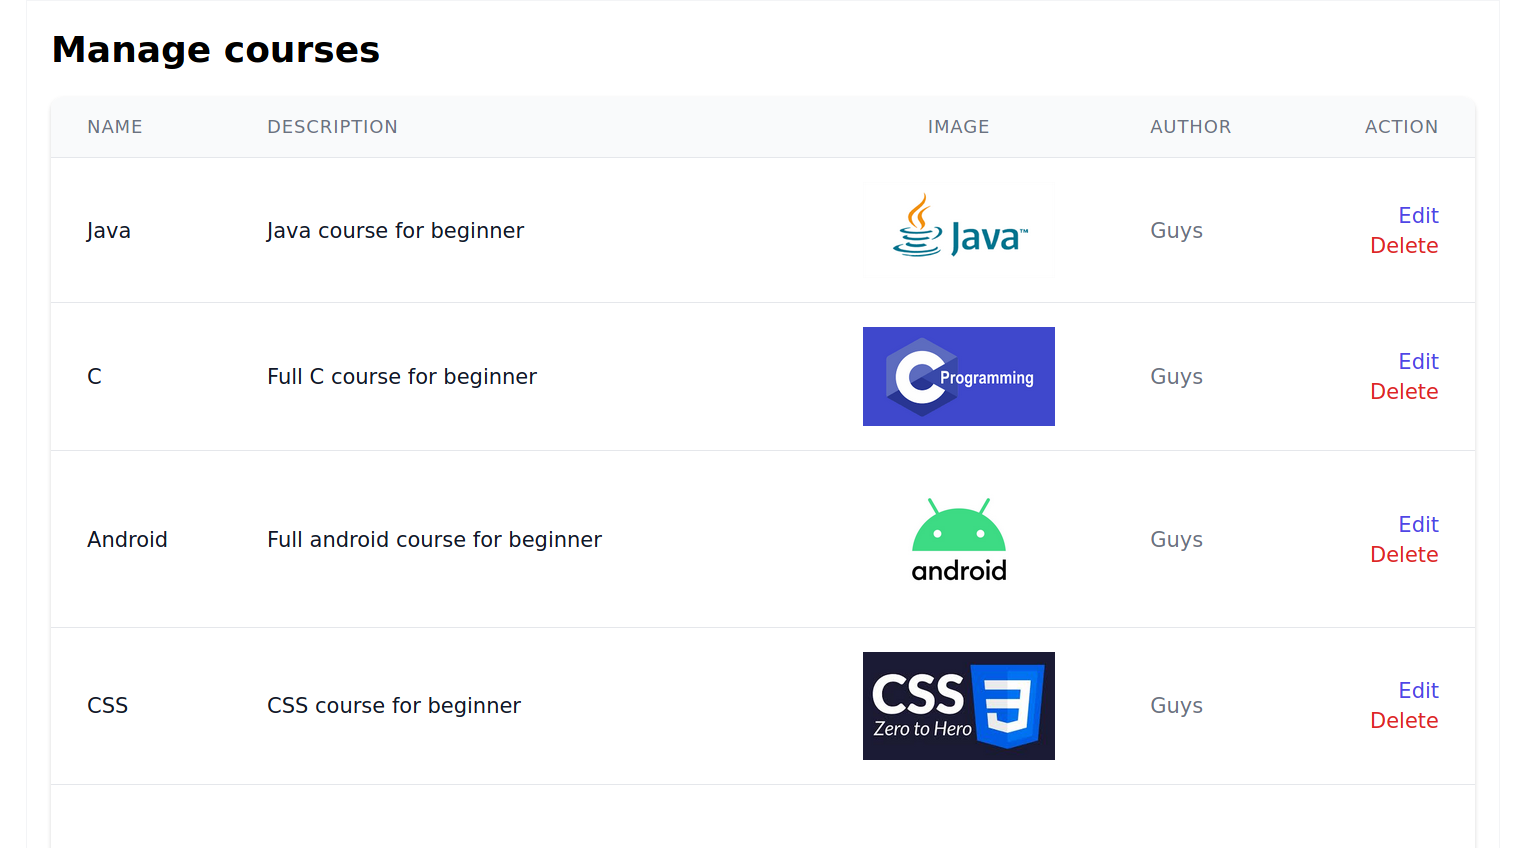 Manage courses
NAME DESCRIPTION IMAGE AUTHOR ACTION
Java Java course for beginner Java™ Guys Edit
Delete
C Full C course for beginner C Programming Guys Edit
Delete
Android Full android course for beginner android Guys Edit
Delete
CSS CSS course for beginner CSS 3 Guys Edit
Zero to Hero Delete